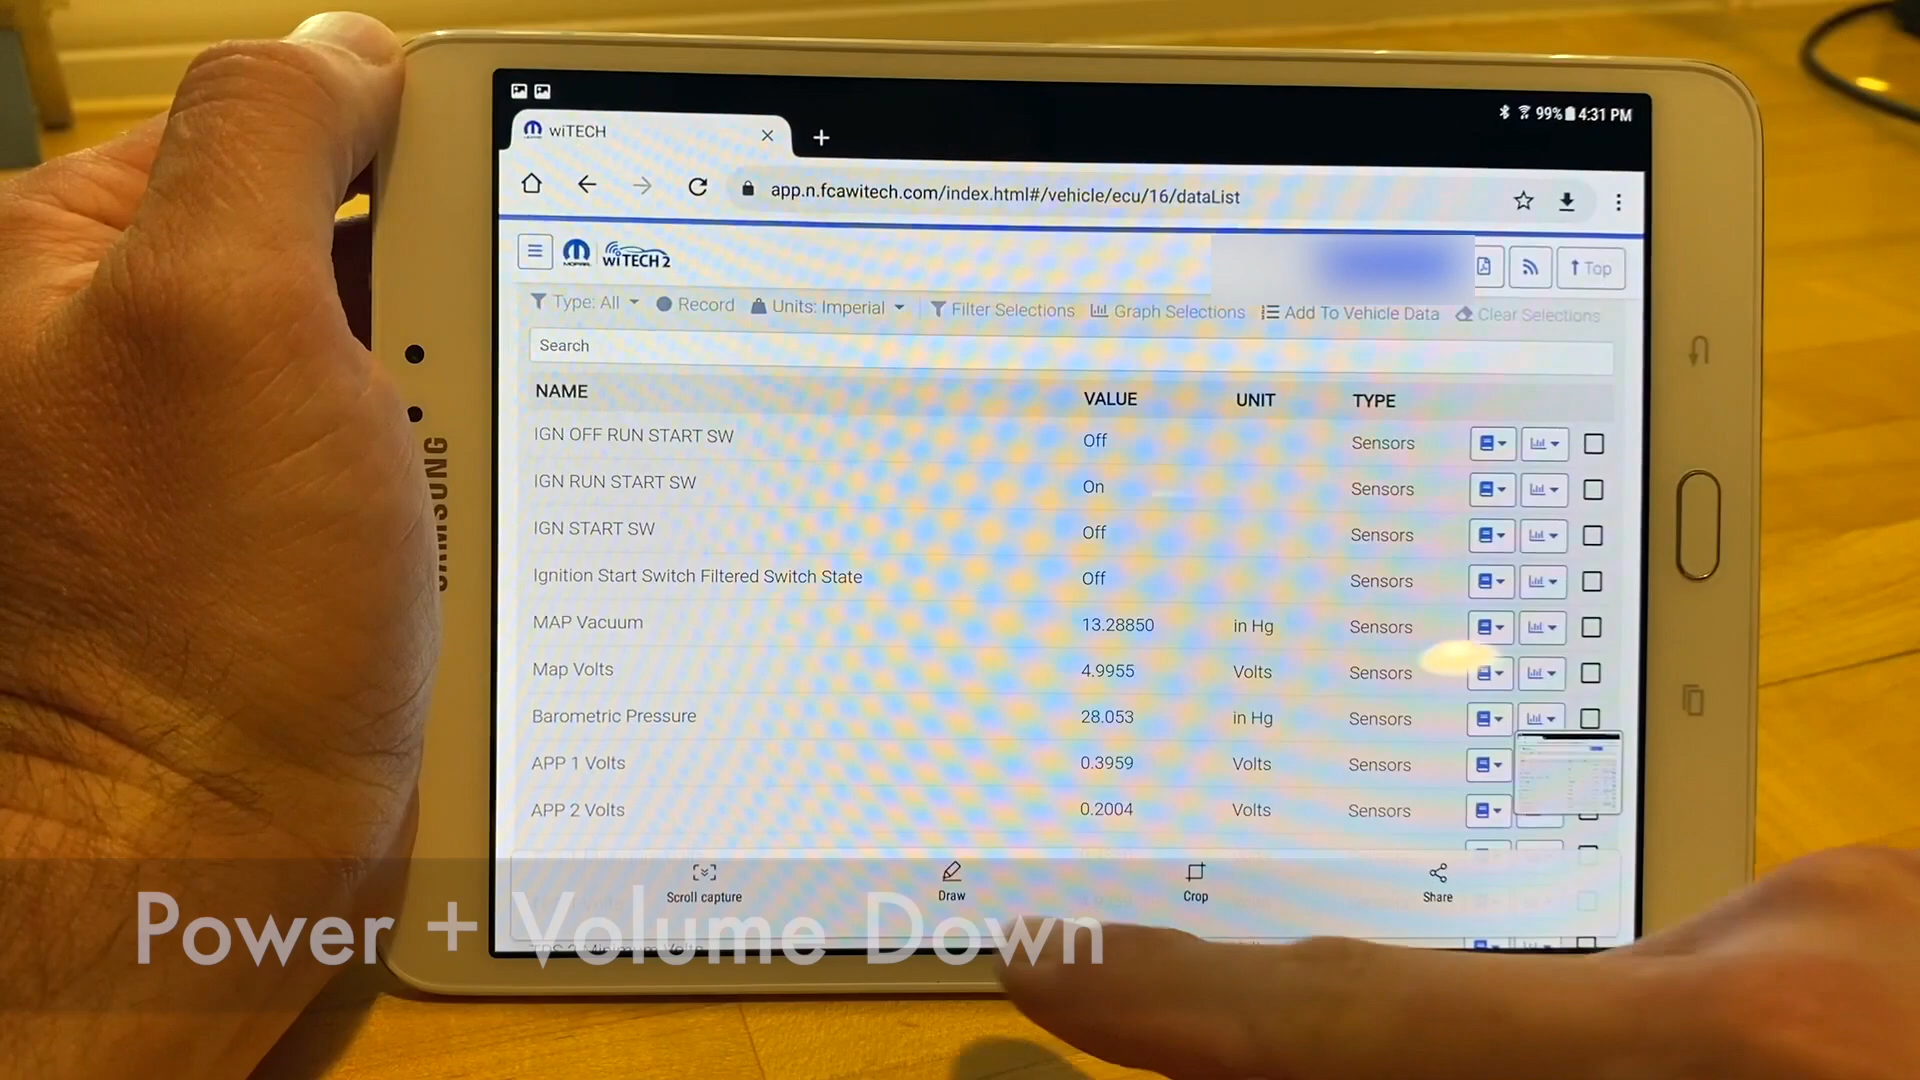 99% 4:31 PM
wiTECH
app.n.fcawitech.com/index.html#/vehicle/ecu/16/dataList
MOPAR wiTECH 2 Top
Type: All Record Units: Imperial Filter Selections Graph Selections Add To Vehicle Data Clear Selections
Search
NAME VALUE UNIT TYPE
IGN OFF RUN START SW Off Sensors
IGN RUN START SW On Sensors
IGN START SW Off Sensors
Ignition Start Switch Filtered Switch State Off Sensors
MAP Vacuum 13.28850 in Hg Sensors
Map Volts 4.9955 Volts Sensors
Barometric Pressure 28.053 in Hg Sensors
APP 1 Volts 0.3959 Volts Sensors
APP 2 Volts 0.2004 Volts Sensors
Scroll capture Draw Crop Share
TPS 2 Minimum Volts
SAMSUNG
Power + Volume Down